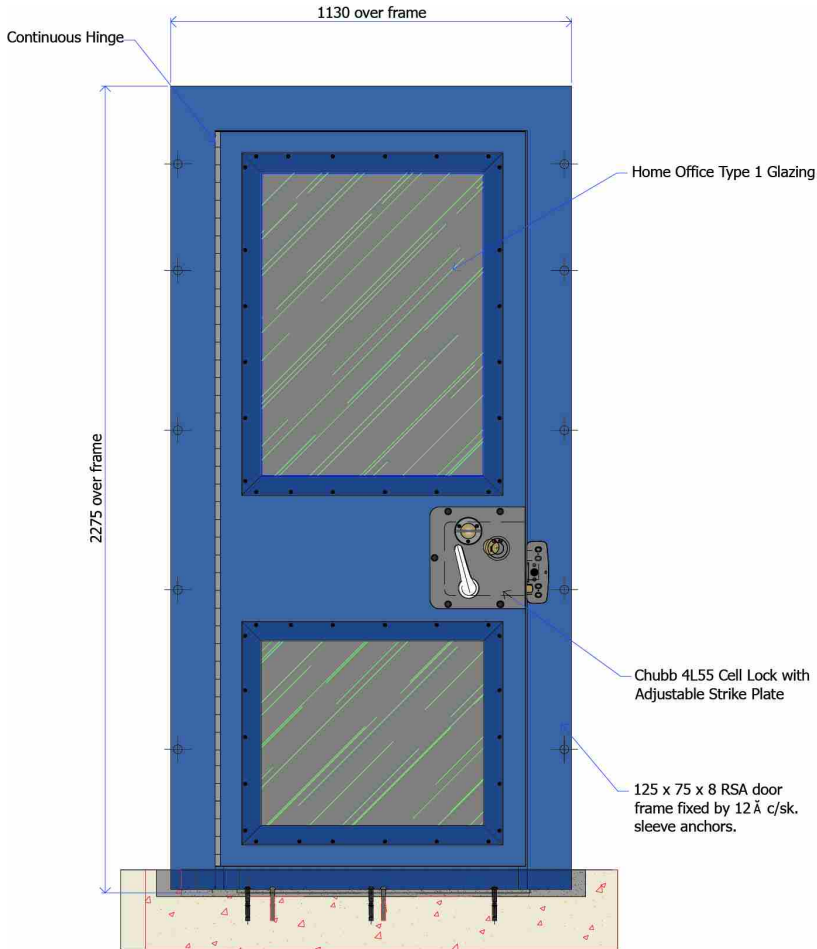 1130 over frame
Continuous Hinge
Home Office Type 1 Glazing
2275 over frame
Chubb 4L55 Cell Lock with
Adjustable Strike Plate
125 x 75 x 8 RSA door
frame fixed by 12 Ǎ c/sk.
sleeve anchors.